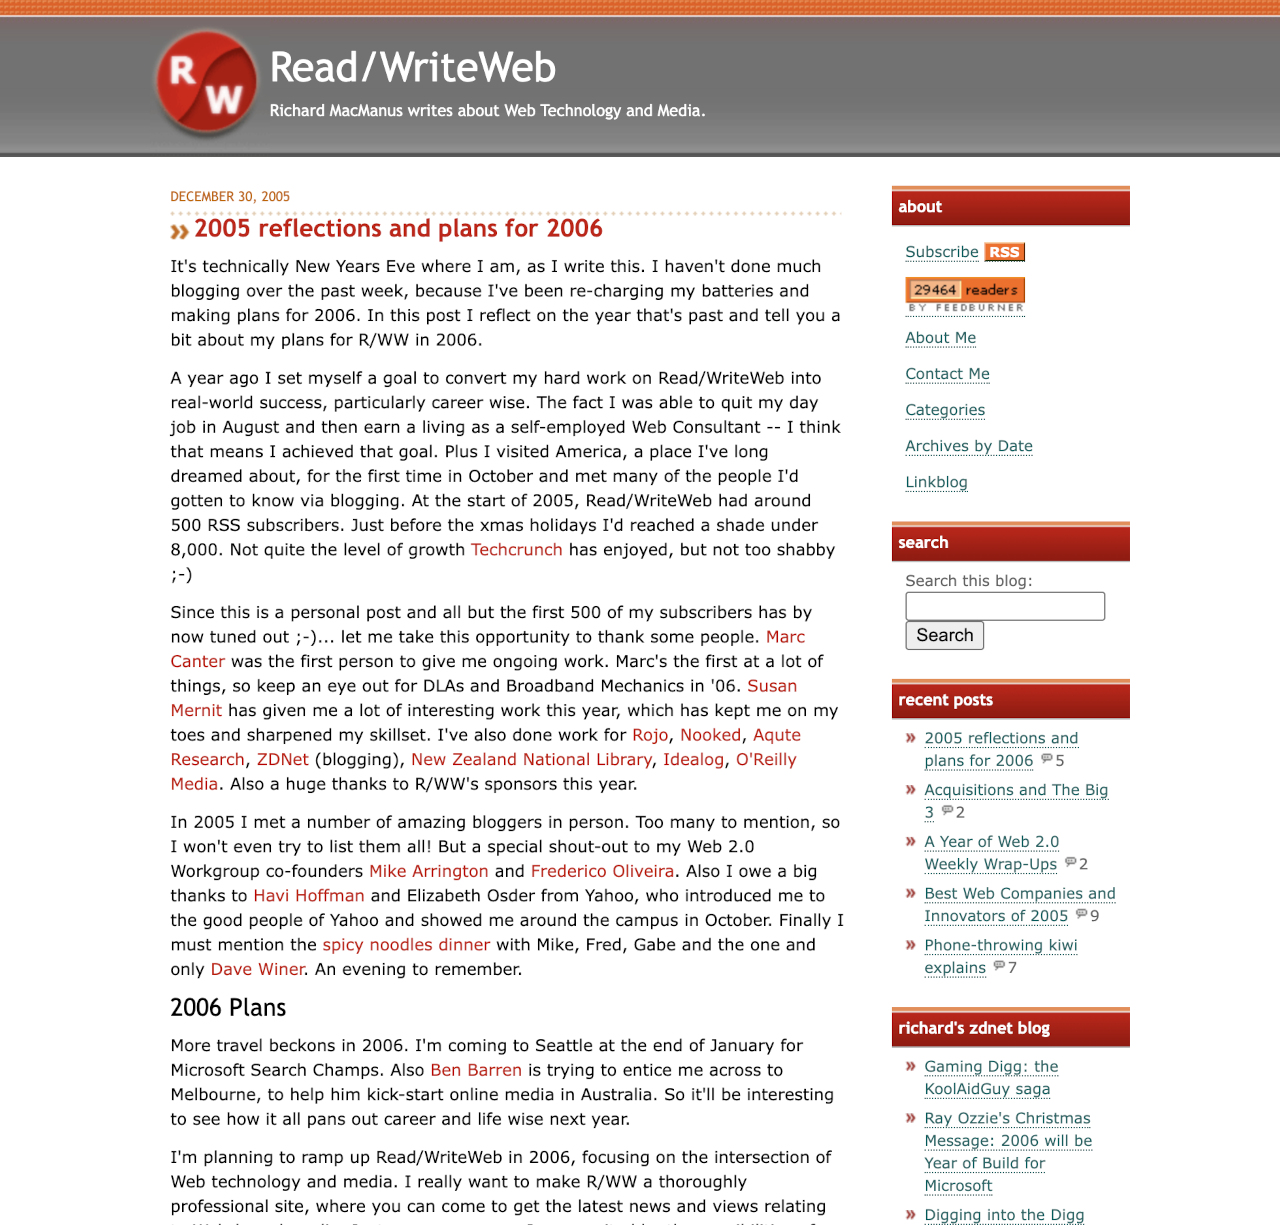 R W
Read/WriteWeb
Richard MacManus writes about Web Technology and Media.
DECEMBER 30, 2005
2005 reflections and plans for 2006
It's technically New Years Eve where I am, as I write this. I haven't done much
blogging over the past week, because I've been re-charging my batteries and
making plans for 2006. In this post I reflect on the year that's past and tell you a
bit about my plans for R/WW in 2006.
A year ago I set myself a goal to convert my hard work on Read/WriteWeb into
real-world success, particularly career wise. The fact I was able to quit my day
job in August and then earn a living as a self-employed Web Consultant -- I think
that means I achieved that goal. Plus I visited America, a place I've long
dreamed about, for the first time in October and met many of the people I'd
gotten to know via blogging. At the start of 2005, Read/WriteWeb had around
500 RSS subscribers. Just before the xmas holidays I'd reached a shade under
8,000. Not quite the level of growth Techcrunch has enjoyed, but not too shabby
;-)
Since this is a personal post and all but the first 500 of my subscribers has by
now tuned out ;-)... let me take this opportunity to thank some people. Marc
Canter was the first person to give me ongoing work. Marc's the first at a lot of
things, so keep an eye out for DLAs and Broadband Mechanics in '06. Susan
Mernit has given me a lot of interesting work this year, which has kept me on my
toes and sharpened my skillset. I've also done work for Rojo, Nooked, Aqute
Research, ZDNet (blogging), New Zealand National Library, Idealog, O'Reilly
Media. Also a huge thanks to R/WW's sponsors this year.
In 2005 I met a number of amazing bloggers in person. Too many to mention, so
I won't even try to list them all! But a special shout-out to my Web 2.0
Workgroup co-founders Mike Arrington and Frederico Oliveira. Also I owe a big
thanks to Havi Hoffman and Elizabeth Osder from Yahoo, who introduced me to
the good people of Yahoo and showed me around the campus in October. Finally I
must mention the spicy noodles dinner with Mike, Fred, Gabe and the one and
only Dave Winer. An evening to remember.
2006 Plans
More travel beckons in 2006. I'm coming to Seattle at the end of January for
Microsoft Search Champs. Also Ben Barren is trying to entice me across to
Melbourne, to help him kick-start online media in Australia. So it'll be interesting
to see how it all pans out career and life wise next year.
I'm planning to ramp up Read/WriteWeb in 2006, focusing on the intersection of
Web technology and media. I really want to make R/WW a thoroughly
professional site, where you can come to get the latest news and views relating
about
Subscribe RSS
29464 readers
BY FEEDBURNER
About Me
Contact Me
Categories
Archives by Date
Linkblog
search
Search this blog:
Search
recent posts
2005 reflections and
plans for 2006 5
Acquisitions and The Big
3 2
A Year of Web 2.0
Weekly Wrap-Ups 2
Best Web Companies and
Innovators of 2005 9
Phone-throwing kiwi
explains 7
richard's zdnet blog
Gaming Digg: the
KoolAidGuy saga
Ray Ozzie's Christmas
Message: 2006 will be
Year of Build for
Microsoft
Digging into the Digg